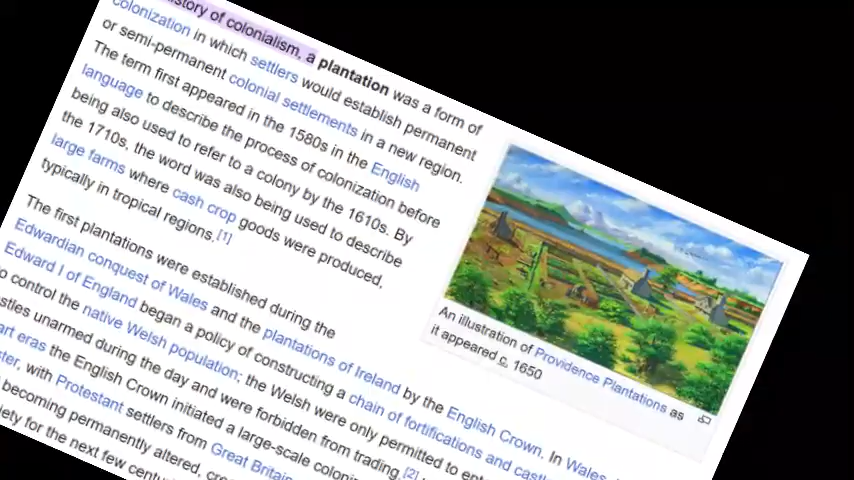 history of colonialism, a plantation was a form of
colonization in which settlers would establish permanent
or semi-permanent colonial settlements in a new region.
The term first appeared in the 1580s in the English
language to describe the process of colonization before
being also used to refer to a colony by the 1610s. By
the 1710s, the word was also being used to describe
large farms where cash crop goods were produced,
typically in tropical regions.[1]
The first plantations were established during the
Edwardian conquest of Wales and the plantations of Ireland by the English Crown. In Wales,
Edward I of England began a policy of constructing a chain of fortifications and
to control the native Welsh population; the Welsh were only permitted to
unarmed during the day and were forbidden from trading.[2]
eras the English Crown initiated a large-scale
with Protestant settlers from Great Britain
becoming permanently altered,
for the next few
An illustration of Providence Plantations as
it appeared c. 1650